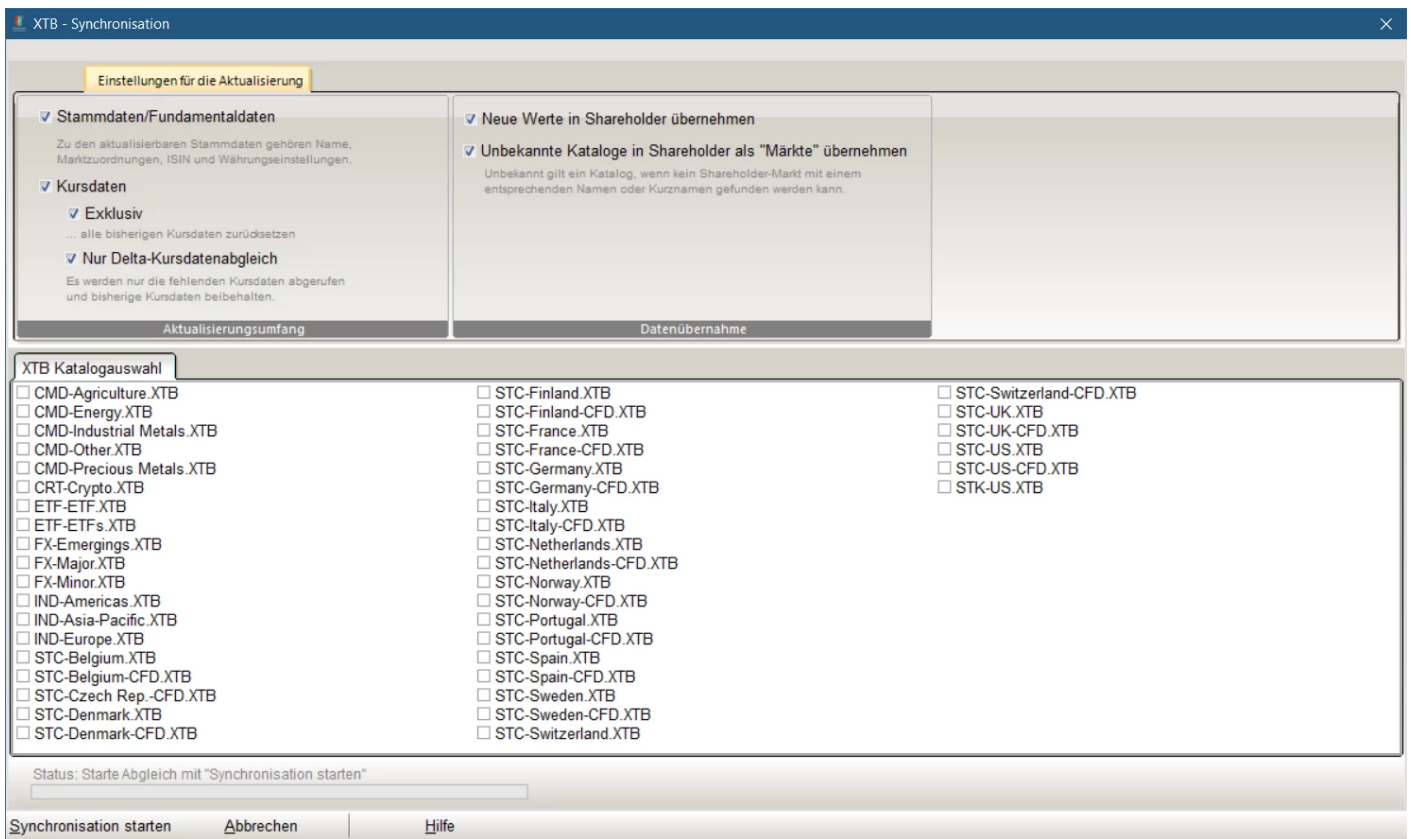 XTB - Synchronisation
Einstellungen für die Aktualisierung
Stammdaten/Fundamentaldaten
Zu den aktualisierbaren Stammdaten gehören Name,
Marktzuordnungen, ISIN und Währungseinstellungen.
Kursdaten
Exklusiv
... alle bisherigen Kursdaten zurücksetzen
Nur Delta-Kursdatenabgleich
Es werden nur die fehlenden Kursdaten abgerufen
und bisherige Kursdaten beibehalten.
Aktualisierungsumfang
Neue Werte in Shareholder übernehmen
Unbekannte Kataloge in Shareholder als "Märkte" übernehmen
Unbekannt gilt ein Katalog, wenn kein Shareholder-Markt mit einem
entsprechenden Namen oder Kurznamen gefunden werden kann.
Datenübernahme
XTB Katalogauswahl
CMD-Agriculture.XTB
CMD-Energy.XTB
CMD-Industrial Metals.XTB
CMD-Other.XTB
CMD-Precious Metals.XTB
CRT-Crypto.XTB
ETF-ETF.XTB
ETF-ETFs.XTB
FX-Emergings.XTB
FX-Major.XTB
FX-Minor.XTB
IND-Americas.XTB
IND-Asia-Pacific.XTB
IND-Europe.XTB
STC-Belgium.XTB
STC-Belgium-CFD.XTB
STC-Czech Rep.-CFD.XTB
STC-Denmark.XTB
STC-Denmark-CFD.XTB
STC-Finland.XTB
STC-Finland-CFD.XTB
STC-France.XTB
STC-France-CFD.XTB
STC-Germany.XTB
STC-Germany-CFD.XTB
STC-Italy.XTB
STC-Italy-CFD.XTB
STC-Netherlands.XTB
STC-Netherlands-CFD.XTB
STC-Norway.XTB
STC-Norway-CFD.XTB
STC-Portugal.XTB
STC-Portugal-CFD.XTB
STC-Spain.XTB
STC-Spain-CFD.XTB
STC-Sweden.XTB
STC-Sweden-CFD.XTB
STC-Switzerland.XTB
STC-Switzerland-CFD.XTB
STC-UK.XTB
STC-UK-CFD.XTB
STC-US.XTB
STC-US-CFD.XTB
STK-US.XTB
Status: Starte Abgleich mit "Synchronisation starten"
Synchronisation starten Abbrechen Hilfe